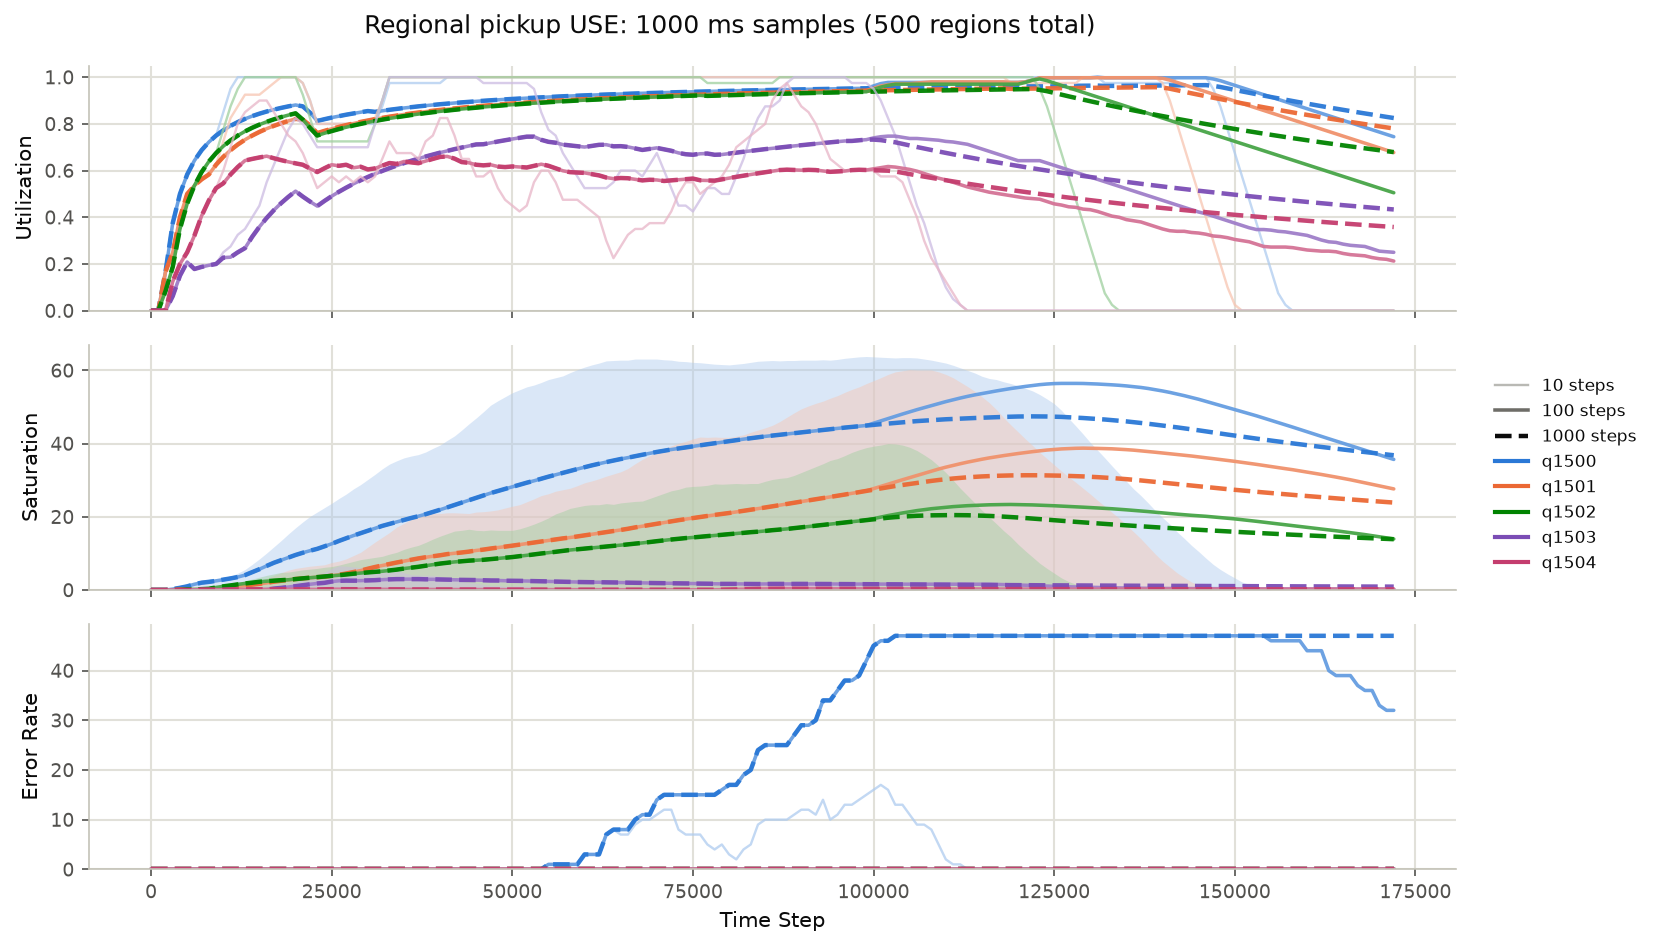 Regional pickup USE: 1000 ms samples (500 regions total)
Utilization
1.0
0.8
0.6
0.4
0.2
0.0
Saturation
60
40
20
0
Error Rate
40
30
20
10
0
0 25000 50000 75000 100000 125000 150000 175000
Time Step
10 steps
100 steps
1000 steps
q1500
q1501
q1502
q1503
q1504